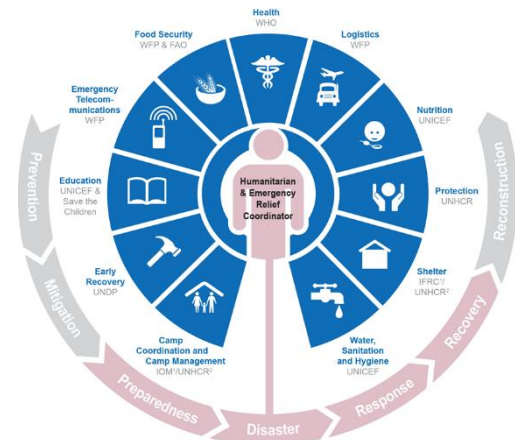 Health
WHO
Logistics
WFP
Nutrition
UNICEF
Protection
UNHCR
Shelter
IFRC¹/
UNHCR²
Water,
Sanitation
and Hygiene
UNICEF
Camp
Coordination and
Camp Management
IOM¹/UNHCR²
Early
Recovery
UNDP
Education
UNICEF &
Save the
Children
Emergency
Telecom-
munications
WFP
Food Security
WFP & FAO
Humanitarian
& Emergency
Relief
Coordinator
Prevention
Mitigation
Preparedness
Disaster
Response
Recovery
Reconstruction